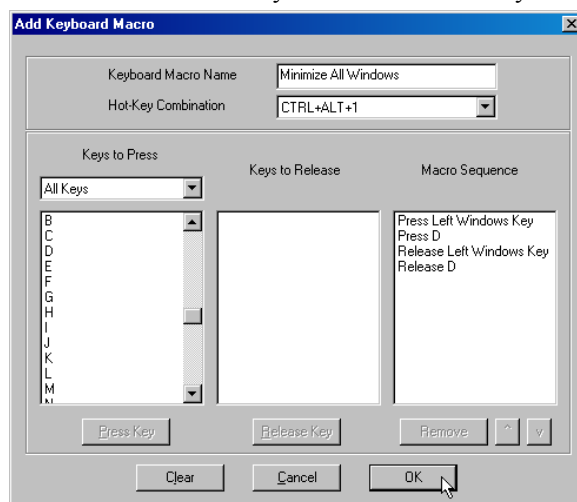 Add Keyboard Macro
Keyboard Macro Name Minimize All Windows
Hot-Key Combination CTRL+ALT+1
Keys to Press
Keys to Release
Macro Sequence
All Keys
B
C
D
E
F
G
H
I
J
K
L
M
Press Left Windows Key
Press D
Release Left Windows Key
Release D
Press Key Release Key Remove ^ v
Clear Cancel OK